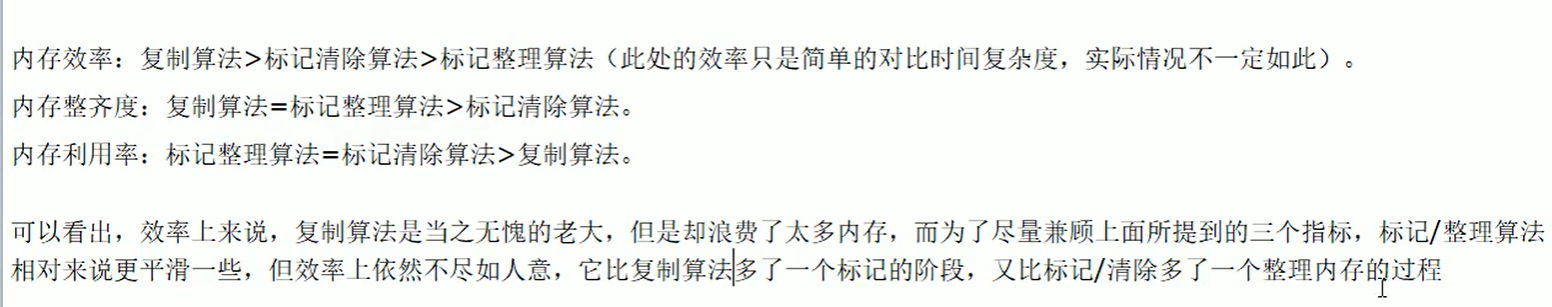 内存效率：复制算法>标记清除算法>标记整理算法（此处的效率只是简单的对比时间复杂度，实际情况不一定如此）。
内存整齐度：复制算法=标记整理算法>标记清除算法。
内存利用率：标记整理算法=标记清除算法>复制算法。
可以看出，效率上来说，复制算法是当之无愧的老大，但是却浪费了太多内存，而为了尽量兼顾上面所提到的三个指标，标记/整理算法
相对来说更平滑一些，但效率上依然不尽如人意，它比复制算法多了一个标记的阶段，又比标记/清除多了一个整理内存的过程